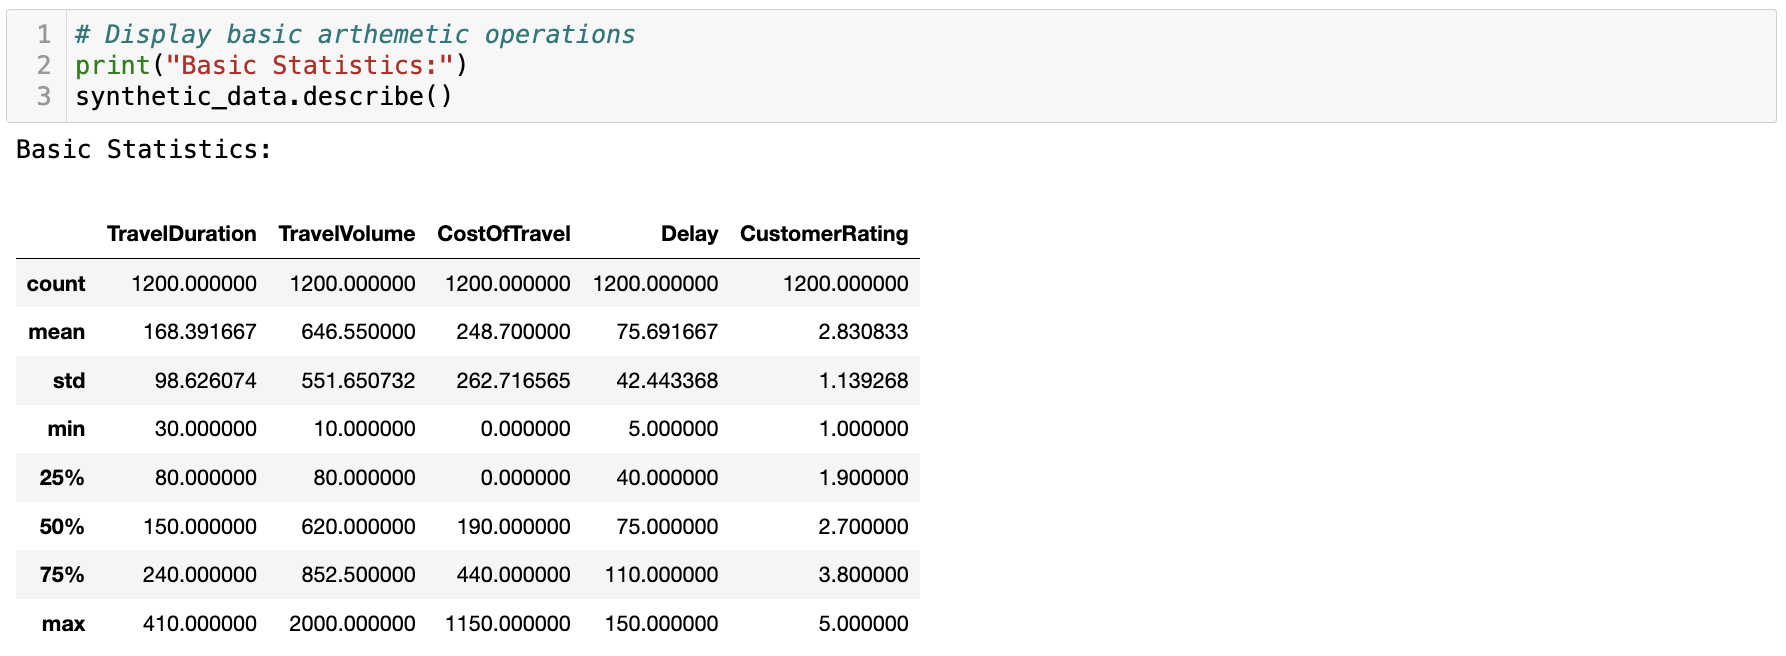 1 # Display basic arthemetic operations
2 print("Basic Statistics:")
3 synthetic_data.describe()
Basic Statistics:
TravelDuration TravelVolume CostOfTravel Delay CustomerRating
count 1200.000000 1200.000000 1200.000000 1200.000000 1200.000000
mean 168.391667 646.550000 248.700000 75.691667 2.830833
std 98.626074 551.650732 262.716565 42.443368 1.139268
min 30.000000 10.000000 0.000000 5.000000 1.000000
25% 80.000000 80.000000 0.000000 40.000000 1.900000
50% 150.000000 620.000000 190.000000 75.000000 2.700000
75% 240.000000 852.500000 440.000000 110.000000 3.800000
max 410.000000 2000.000000 1150.000000 150.000000 5.000000